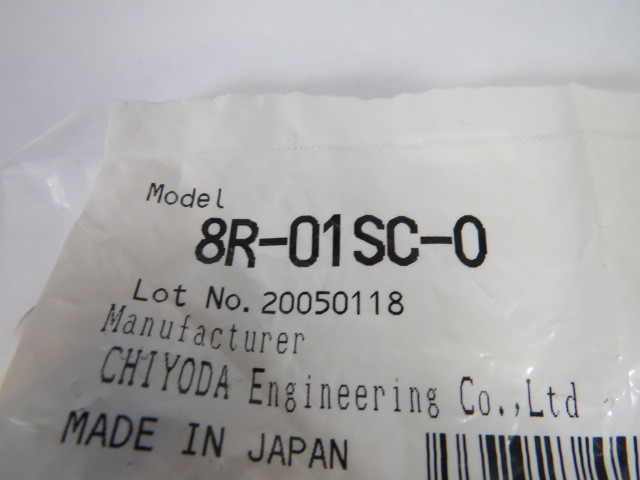 Model
8R-01SC-0
Lot No. 20050118
Manufacturer
CHIYODA Engineering Co.,Ltd
MADE IN JAPAN